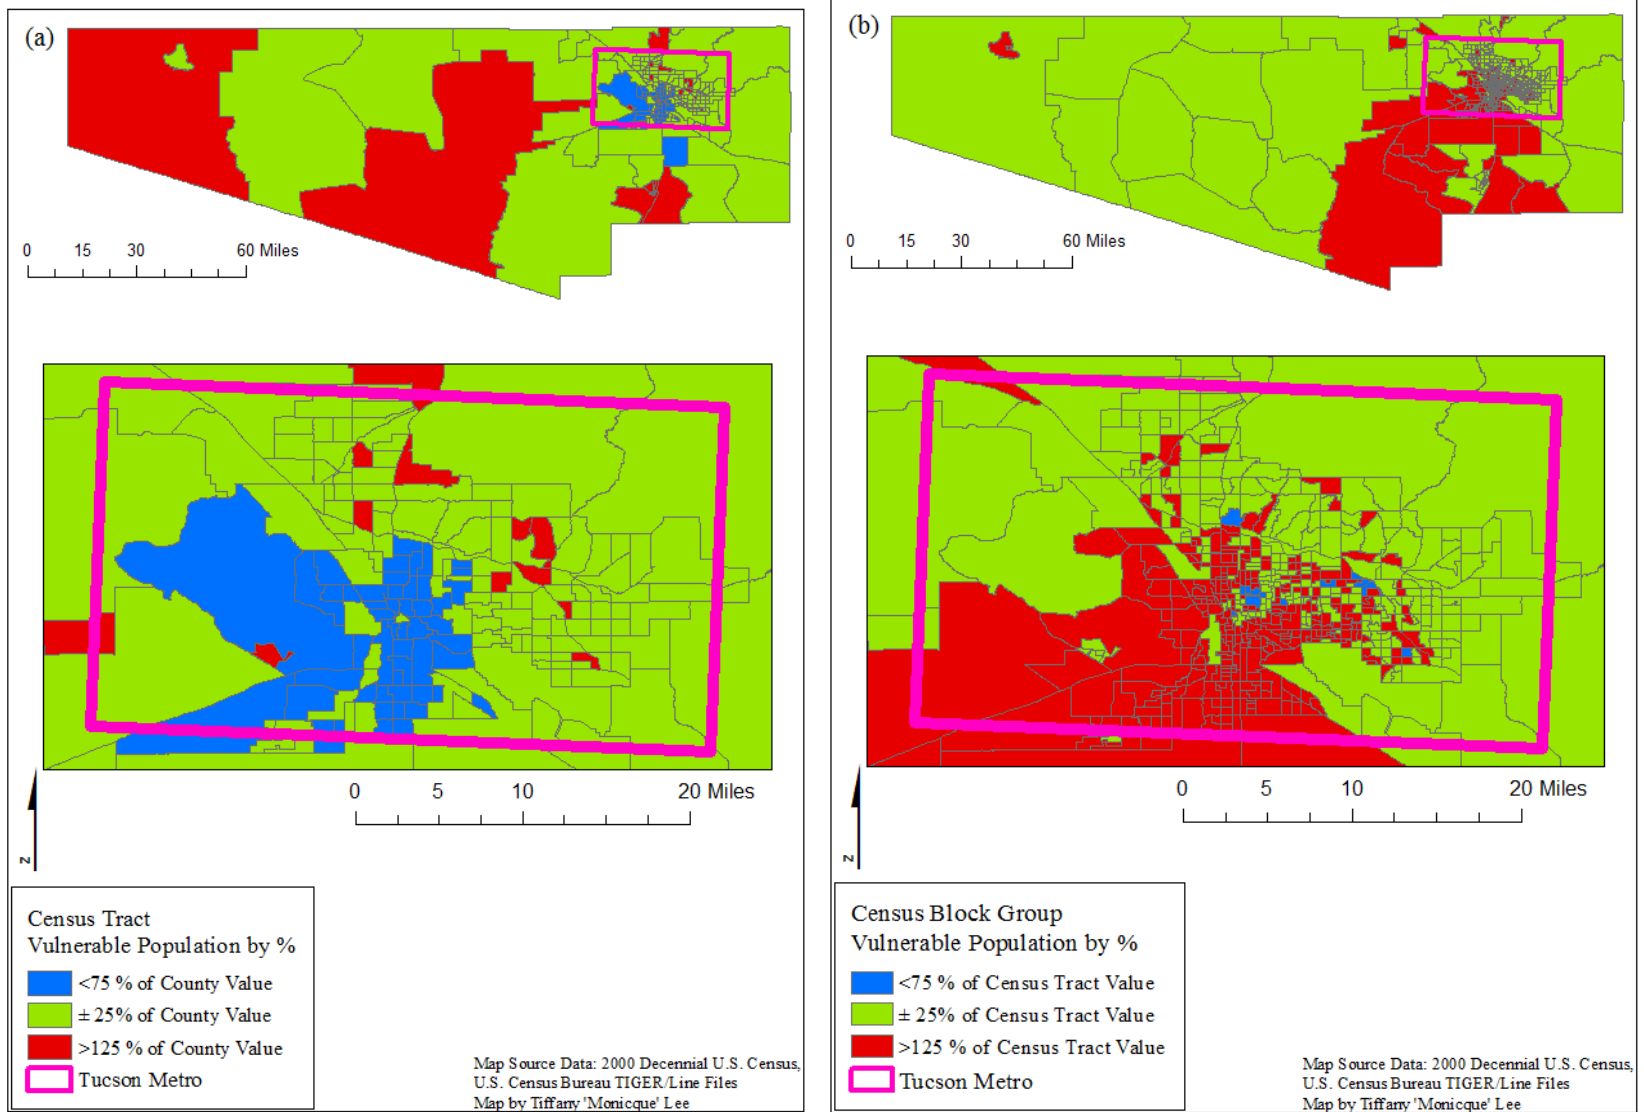 (a)
0 15 30 60 Miles
0 5 10 20 Miles
N
Census Tract
Vulnerable Population by %
<75 % of County Value
± 25% of County Value
>125 % of County Value
Tucson Metro
Map Source Data: 2000 Decennial U.S. Census,
U.S. Census Bureau TIGER/Line Files
Map by Tiffany 'Monicque' Lee
(b)
0 15 30 60 Miles
0 5 10 20 Miles
N
Census Block Group
Vulnerable Population by %
<75 % of Census Tract Value
± 25% of Census Tract Value
>125 % of Census Tract Value
Tucson Metro
Map Source Data: 2000 Decennial U.S. Census,
U.S. Census Bureau TIGER/Line Files
Map by Tiffany 'Monicque' Lee